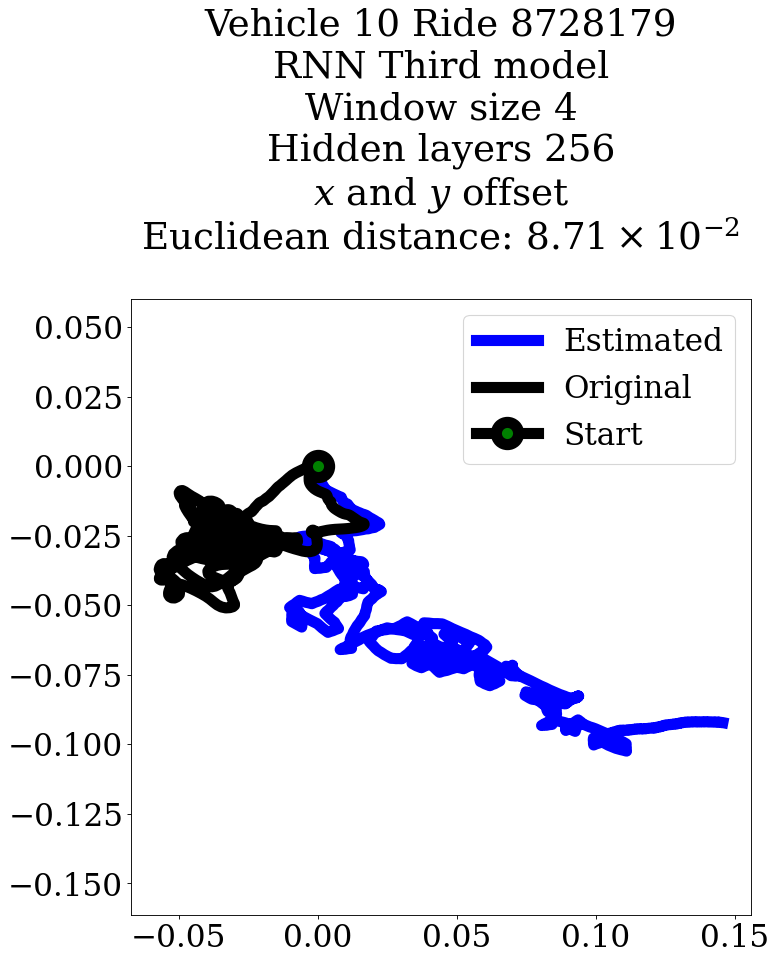 Vehicle 10 Ride 8728179
RNN Third model
Window size 4
Hidden layers 256
x and y offset
Euclidean distance: 8.71 × 10⁻²
Estimated
Original
Start
0.050
0.025
0.000
−0.025
−0.050
−0.075
−0.100
−0.125
−0.150
−0.05 0.00 0.05 0.10 0.15